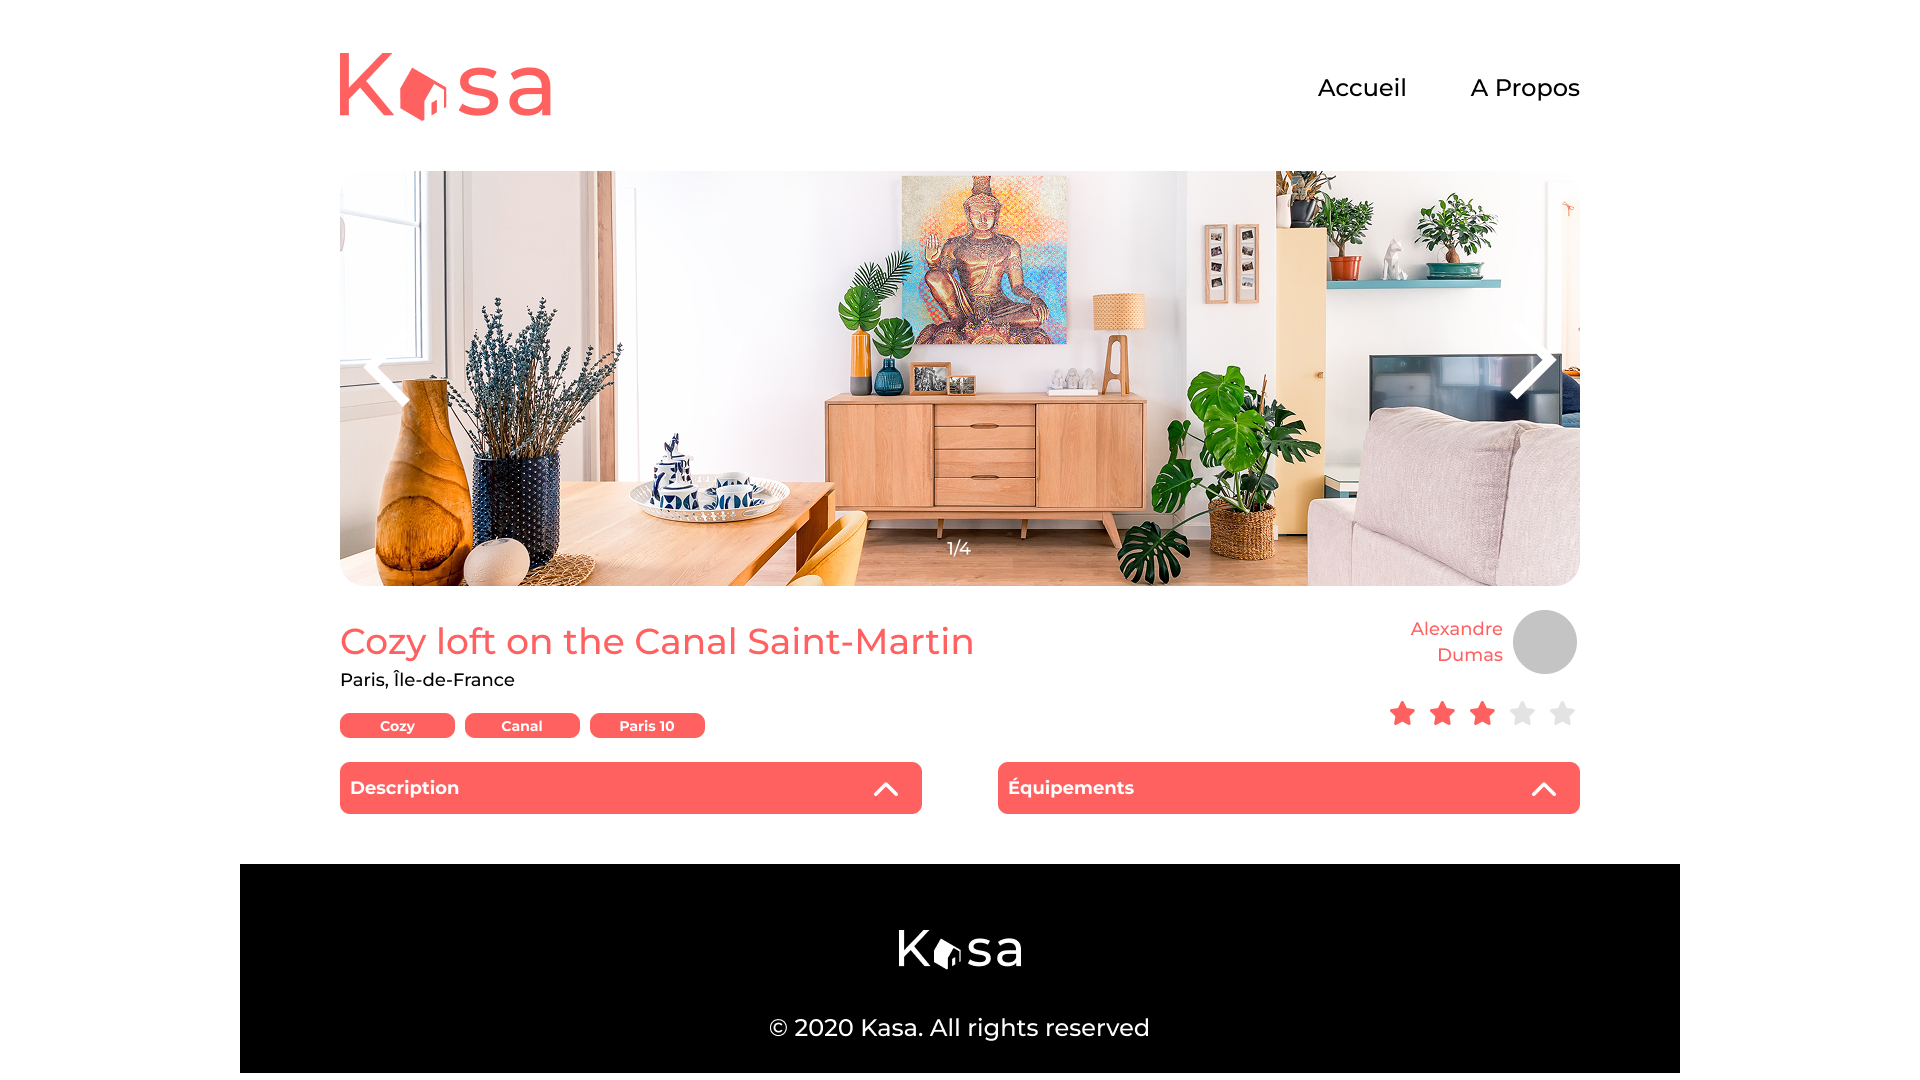 Kasa
Accueil
A Propos
1/4
Cozy loft on the Canal Saint-Martin
Paris, Île-de-France
Alexandre
Dumas
Cozy
Canal
Paris 10
Description
Équipements
Kasa
© 2020 Kasa. All rights reserved